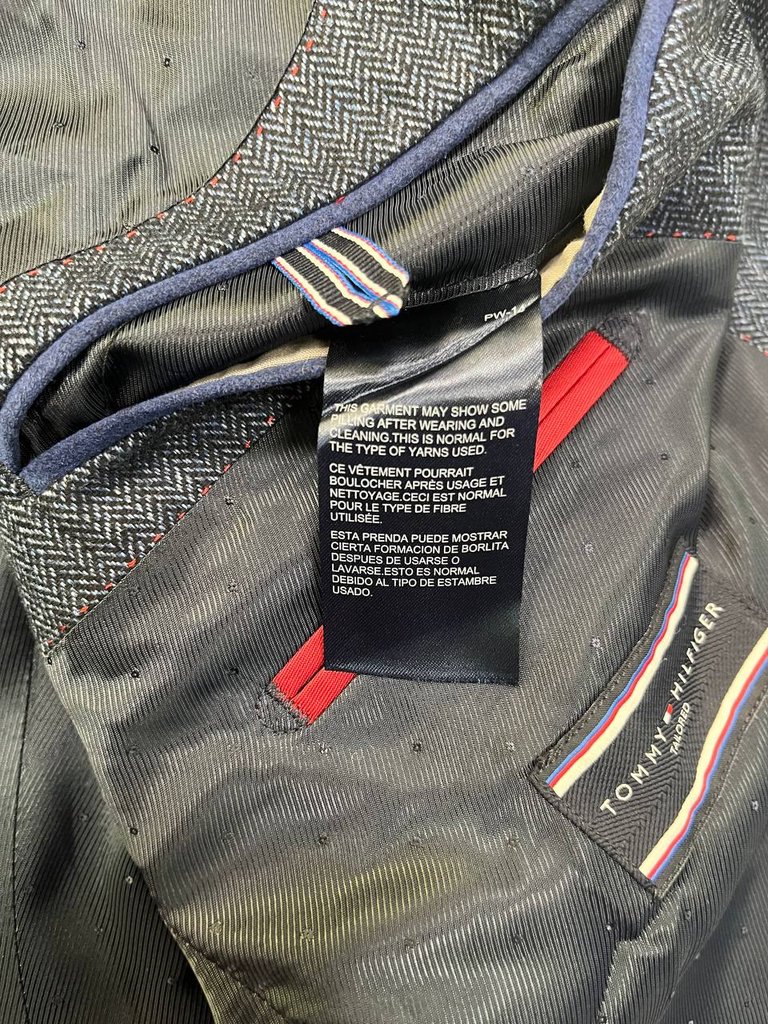 PW-14
THIS GARMENT MAY SHOW SOME
PILLING AFTER WEARING AND
CLEANING.THIS IS NORMAL FOR
THE TYPE OF YARNS USED.
CE VÊTEMENT POURRAIT
BOULOCHER APRÈS USAGE ET
NETTOYAGE.CECI EST NORMAL
POUR LE TYPE DE FIBRE
UTILISÉE.
ESTA PRENDA PUEDE MOSTRAR
CIERTA FORMACION DE BORLITA
DESPUES DE USARSE O
LAVARSE.ESTO ES NORMAL
DEBIDO AL TIPO DE ESTAMBRE
USADO.
TOMMY HILFIGER
TAILORED